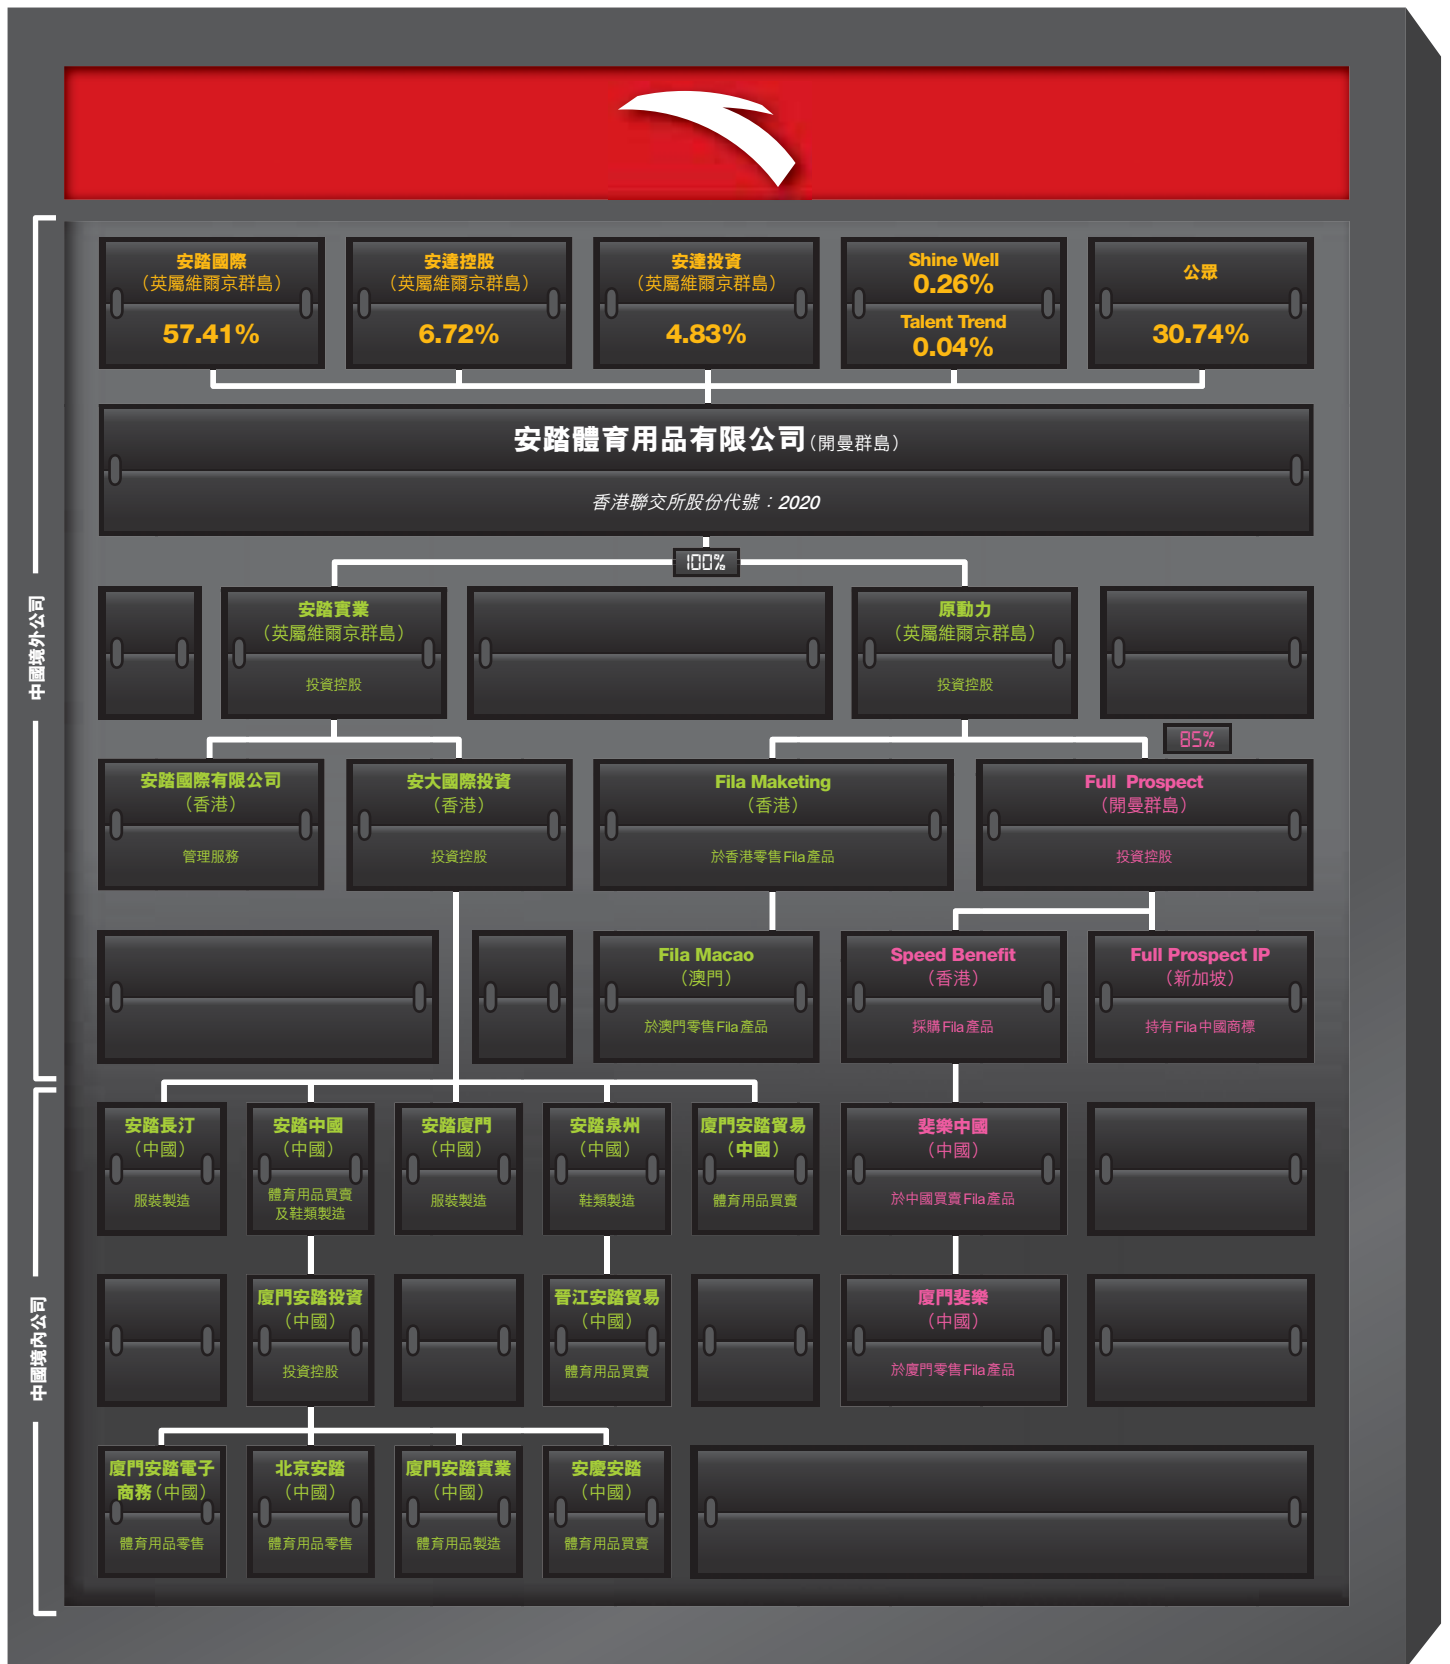 安踏國際
（英屬維爾京群島）
57.41%
安達控股
（英屬維爾京群島）
6.72%
安達投資
（英屬維爾京群島）
4.83%
Shine Well
0.26%
Talent Trend
0.04%
公眾
30.74%
安踏體育用品有限公司（開曼群島）
香港聯交所股份代號：2020
100%
中國境外公司
安踏實業
（英屬維爾京群島）
投資控股
原動力
（英屬維爾京群島）
投資控股
85%
安踏國際有限公司
（香港）
管理服務
安大國際投資
（香港）
投資控股
Fila Maketing
（香港）
於香港零售Fila產品
Full Prospect
（開曼群島）
投資控股
Fila Macao
（澳門）
於澳門零售Fila產品
Speed Benefit
（香港）
採購Fila產品
Full Prospect IP
（新加坡）
持有Fila中國商標
中國境內公司
安踏長汀
（中國）
服裝製造
安踏中國
（中國）
體育用品買賣
及鞋類製造
安踏廈門
（中國）
服裝製造
安踏泉州
（中國）
鞋類製造
廈門安踏貿易
（中國）
體育用品買賣
斐樂中國
（中國）
於中國買賣Fila產品
廈門安踏投資
（中國）
投資控股
晉江安踏貿易
（中國）
體育用品買賣
廈門斐樂
（中國）
於廈門零售Fila產品
廈門安踏電子
商務（中國）
體育用品零售
北京安踏
（中國）
體育用品零售
廈門安踏實業
（中國）
體育用品製造
安慶安踏
（中國）
體育用品買賣